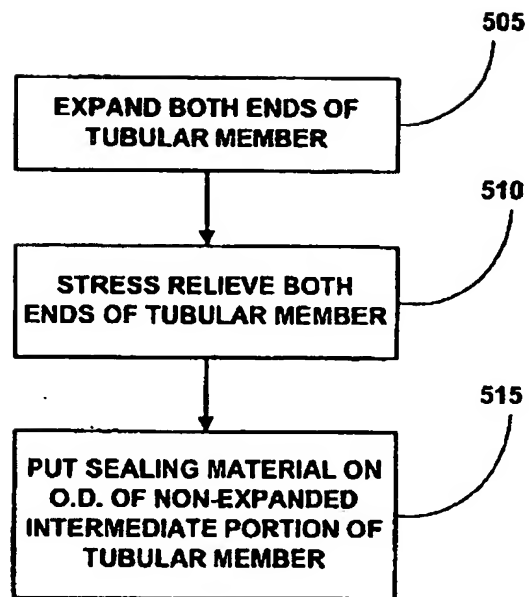 505
EXPAND BOTH ENDS OF
TUBULAR MEMBER
510
STRESS RELIEVE BOTH
ENDS OF TUBULAR MEMBER
515
PUT SEALING MATERIAL ON
O.D. OF NON-EXPANDED
INTERMEDIATE PORTION OF
TUBULAR MEMBER